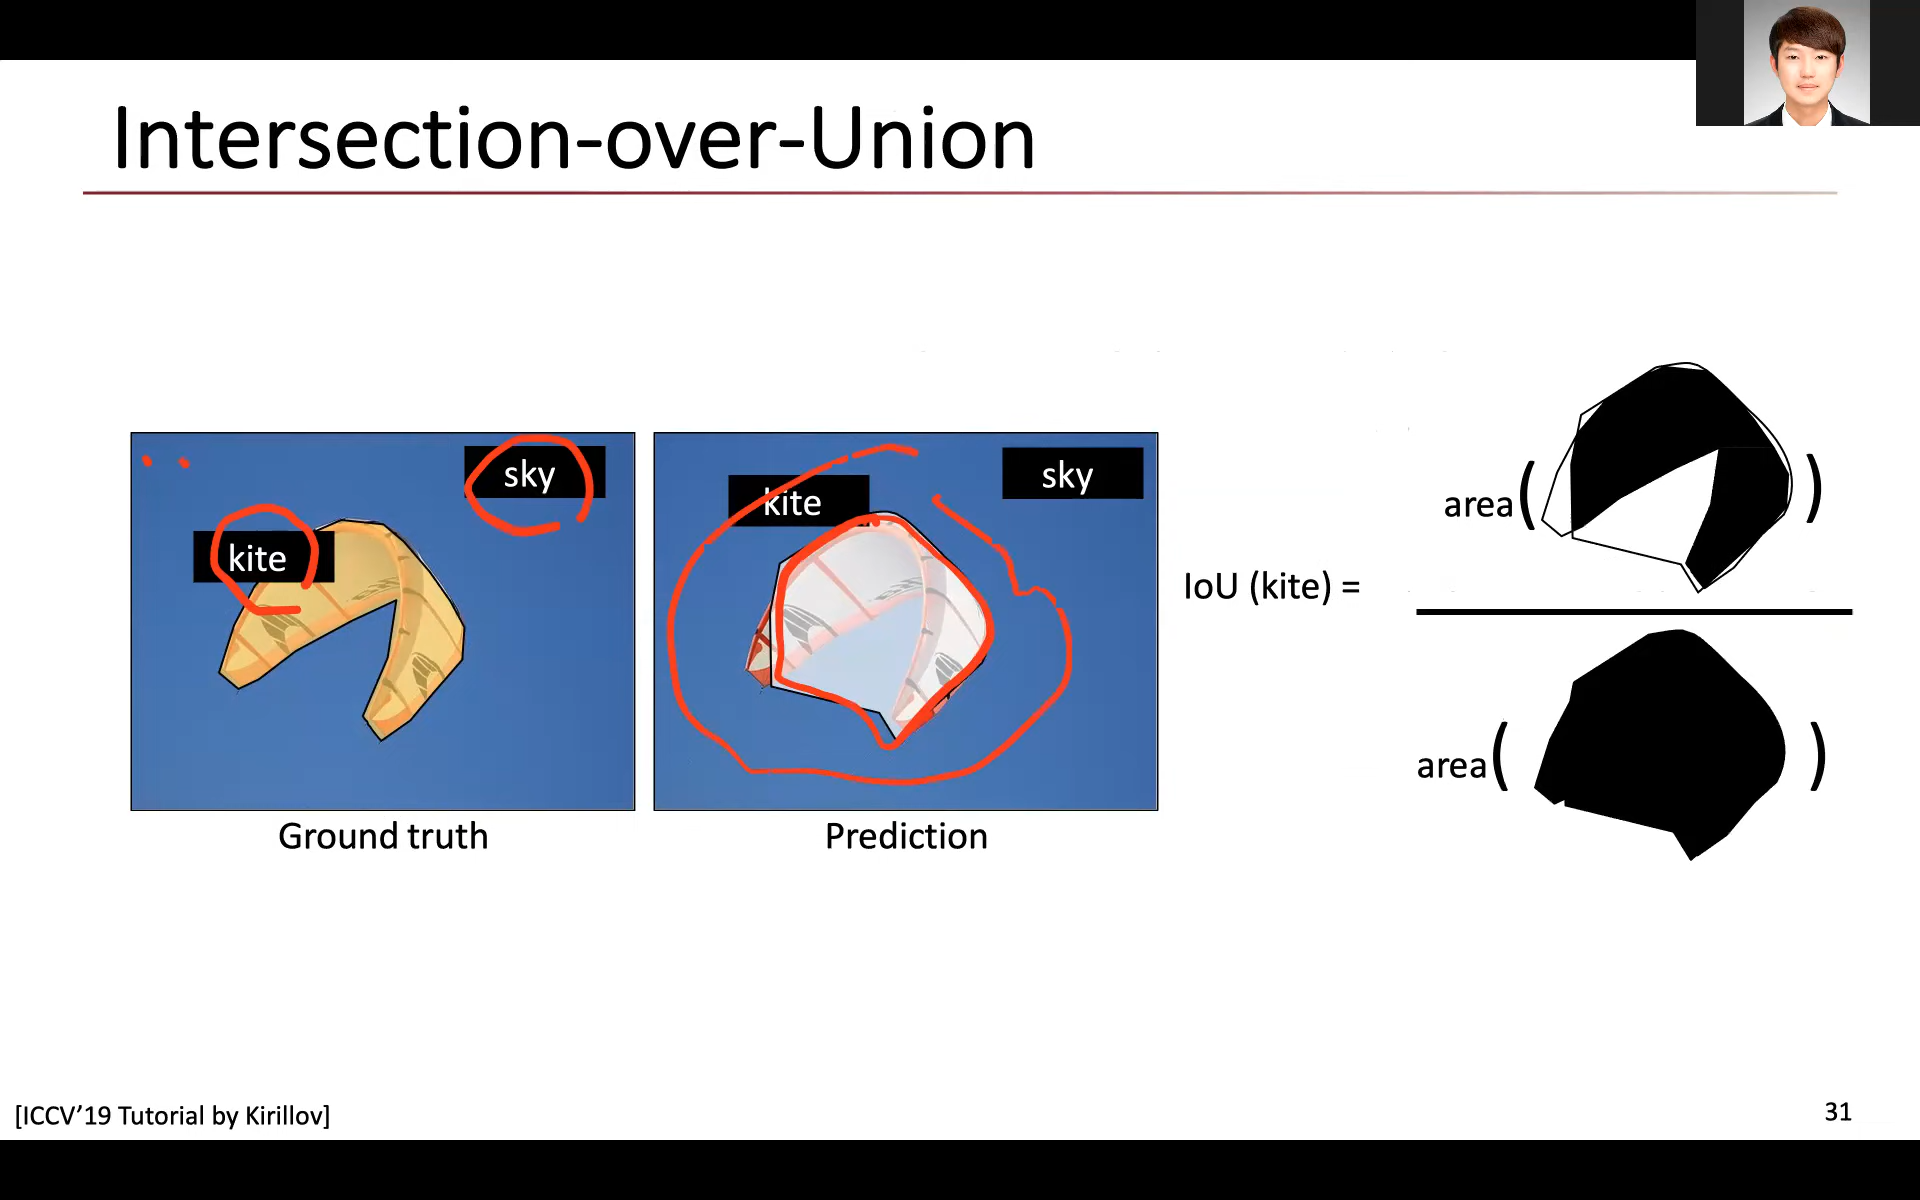 Intersection-over-Union
sky
kite
Ground truth
kite
sky
Prediction
IoU (kite) =
area( )
area( )
[ICCV’19 Tutorial by Kirillov]
31